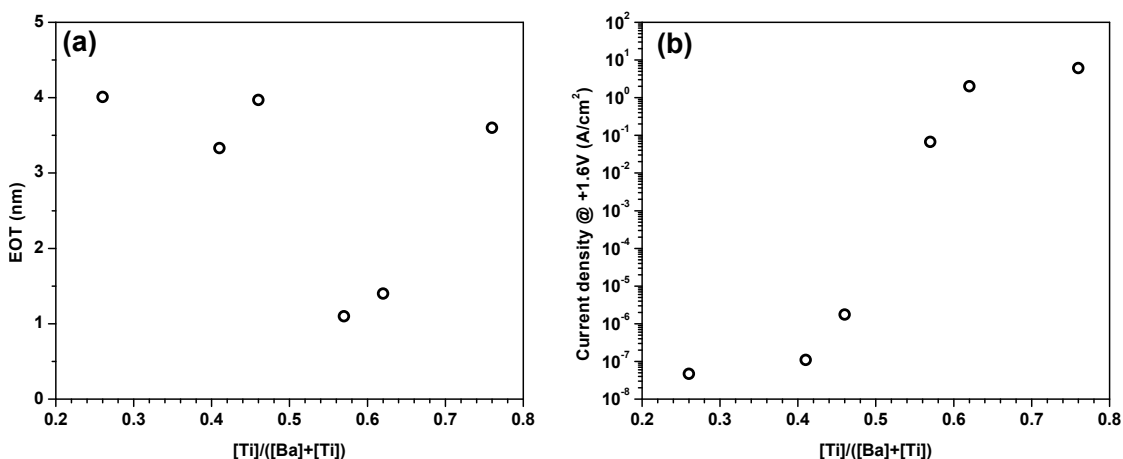 (a)
5
4
3
2
1
0
EOT (nm)
0.2 0.3 0.4 0.5 0.6 0.7 0.8
[Ti]/([Ba]+[Ti])
(b)
10^2
10^1
10^0
10^-1
10^-2
10^-3
10^-4
10^-5
10^-6
10^-7
10^-8
Current density @ +1.6V (A/cm^2)
0.2 0.3 0.4 0.5 0.6 0.7 0.8
[Ti]/([Ba]+[Ti])